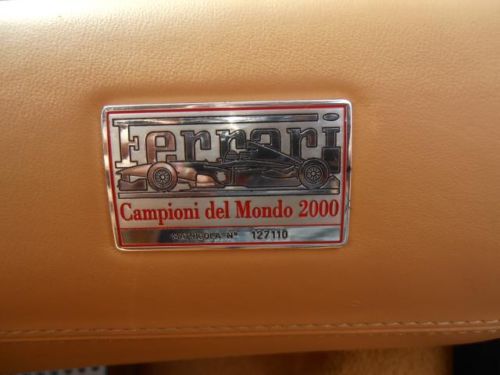 Ferrari
Campioni del Mondo 2000
N° 127110